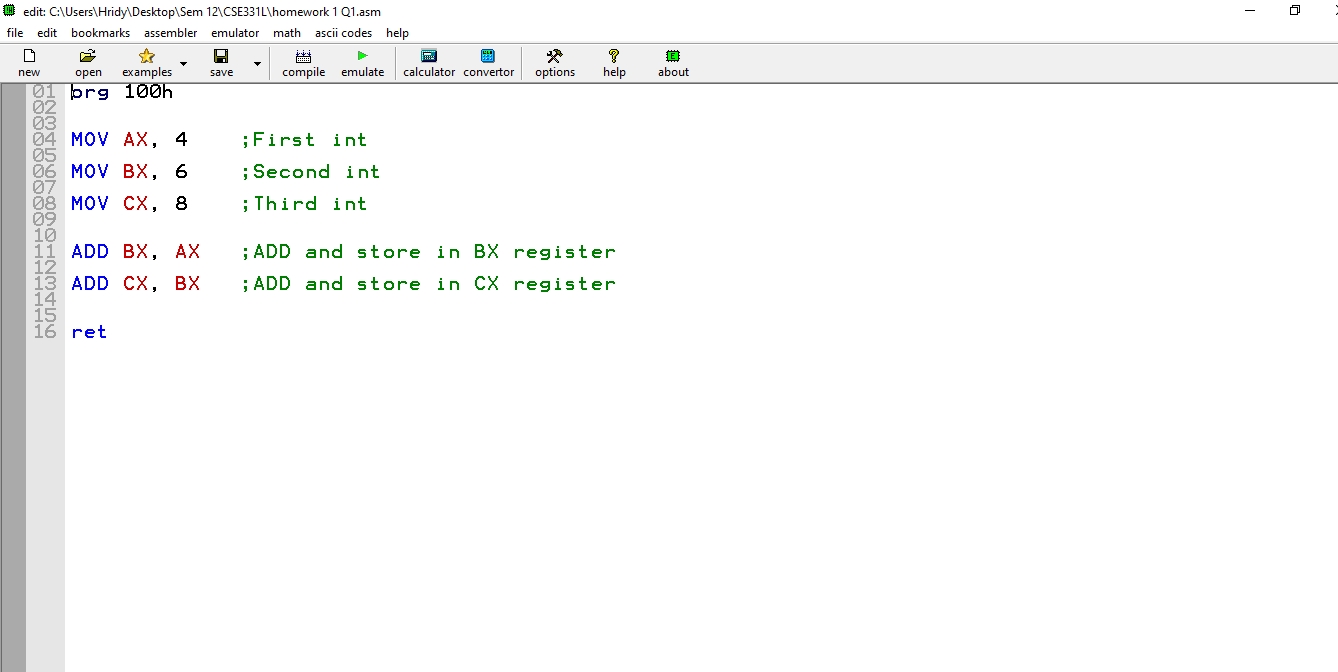 edit: C:\Users\Hridy\Desktop\Sem 12\CSE331L\homework 1 Q1.asm
file edit bookmarks assembler emulator math ascii codes help
new open examples save compile emulate calculator convertor options help about
01 org 100h
02
03
04 MOV AX, 4 ;First int
05
06 MOV BX, 6 ;Second int
07
08 MOV CX, 8 ;Third int
09
10
11 ADD BX, AX ;ADD and store in BX register
12
13 ADD CX, BX ;ADD and store in CX register
14
15
16 ret